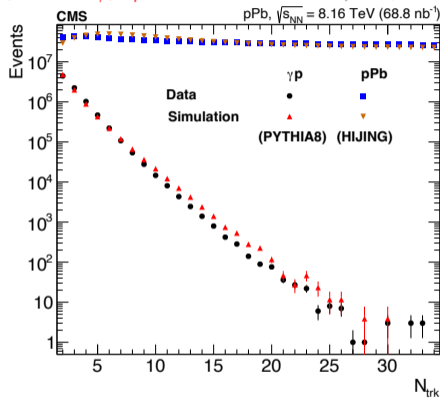 CMS pPb, √s_NN = 8.16 TeV (68.8 nb⁻¹)
Events
γp pPb
Data
Simulation
(PYTHIA8) (HIJING)
10⁷
10⁶
10⁵
10⁴
10³
10²
10
1
5 10 15 20 25 30
N_trk